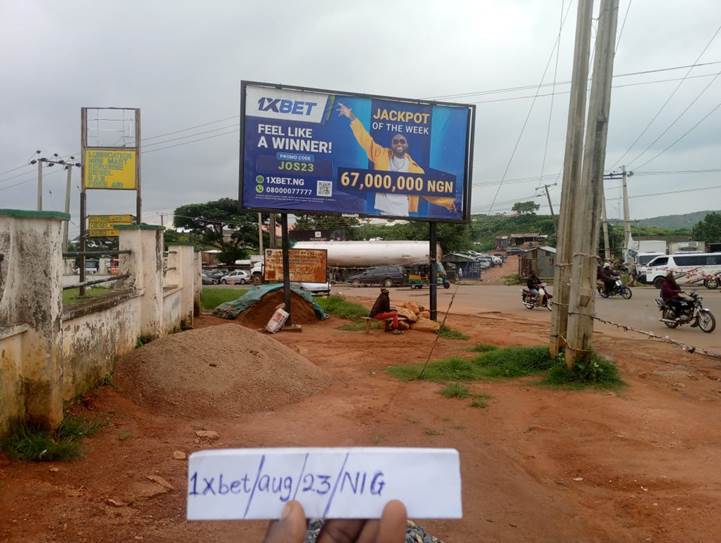 1XBET
FEEL LIKE
A WINNER!
PROMO CODE
JOS23
1XBET.NG
08000077777
JACKPOT
OF THE WEEK
67,000,000 NGN
1xbet/aug/23/NIG